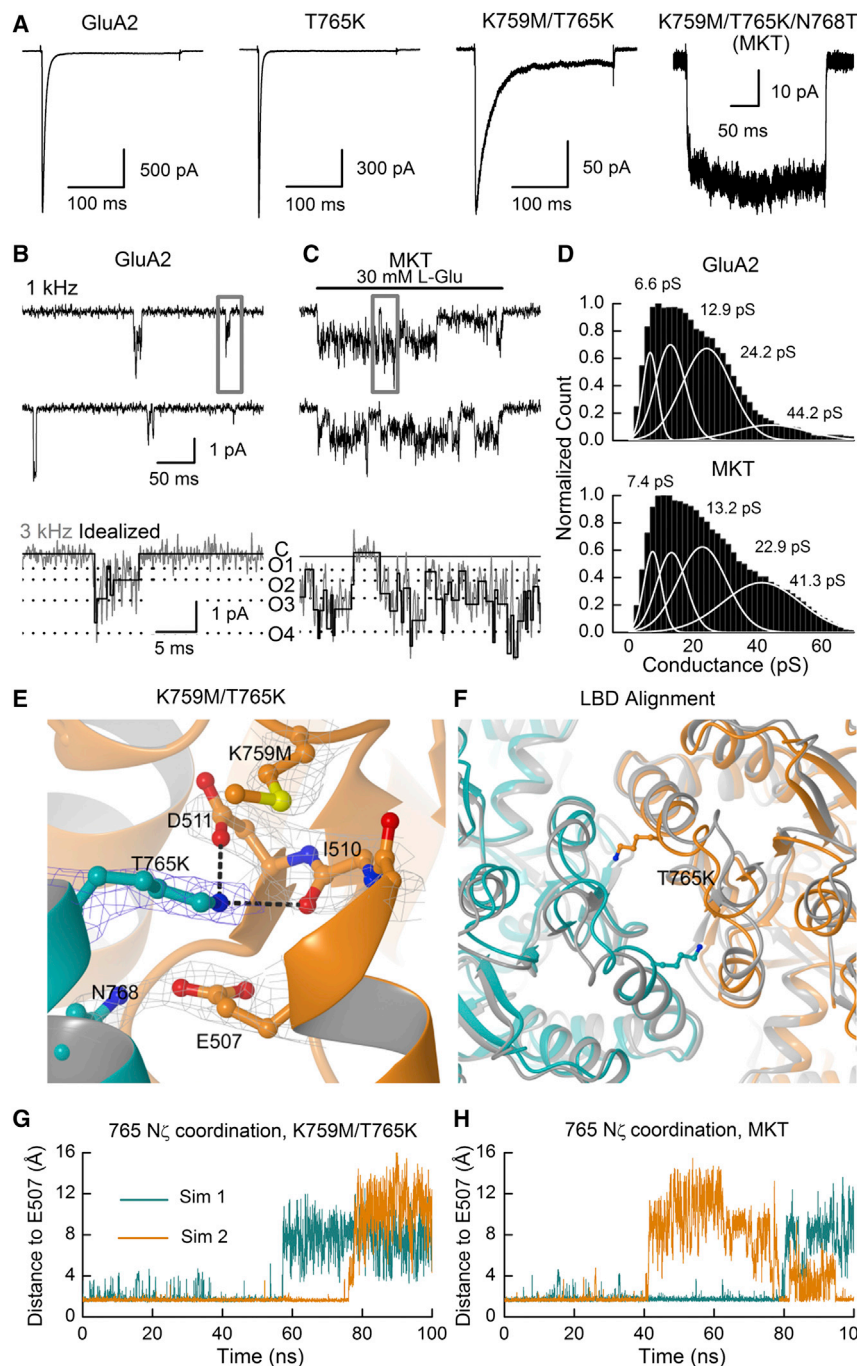 A
GluA2
T765K
K759M/T765K
K759M/T765K/N768T
(MKT)
500 pA
100 ms
300 pA
100 ms
50 pA
100 ms
10 pA
50 ms
B
GluA2
1 kHz
1 pA
50 ms
3 kHz Idealized
1 pA
5 ms
C
MKT
30 mM L-Glu
C
O1
O2
O3
O4
D
GluA2
6.6 pS
12.9 pS
24.2 pS
44.2 pS
1.0
0.8
0.6
0.4
0.2
0.0
MKT
7.4 pS
13.2 pS
22.9 pS
41.3 pS
1.0
0.8
0.6
0.4
0.2
0.0
Normalized Count
0 20 40 60
Conductance (pS)
E
K759M/T765K
K759M
D511
I510
T765K
N768
E507
F
LBD Alignment
T765K
G
765 Nζ coordination, K759M/T765K
Distance to E507 (Å)
16
12
8
4
0
Sim 1
Sim 2
0 20 40 60 80 100
Time (ns)
H
765 Nζ coordination, MKT
Distance to E507 (Å)
16
12
8
4
0
0 20 40 60 80 100
Time (ns)